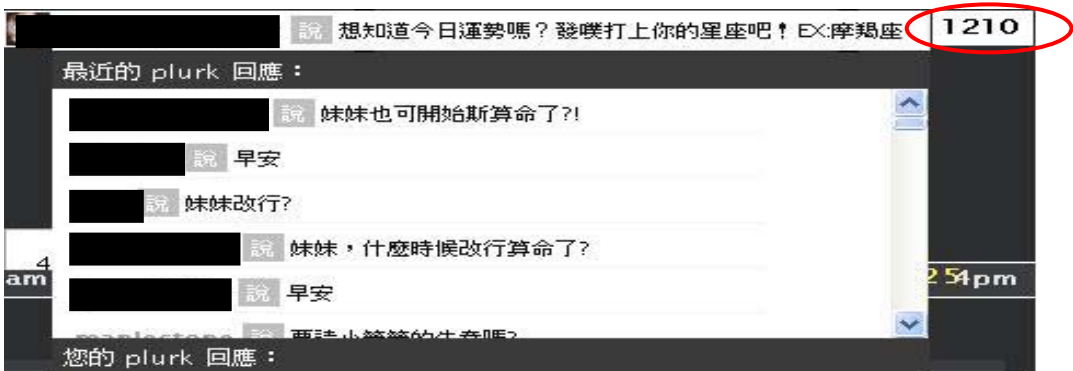 說 想知道今日運勢嗎？發噗打上你的星座吧！EX:摩羯座 1210
最近的 plurk 回應：
說 妹妹也可開始斯算命了?!
說 早安
說 妹妹改行?
說 妹妹，什麼時候改行算命了?
4
am
說 早安
254pm
說
您的 plurk 回應：